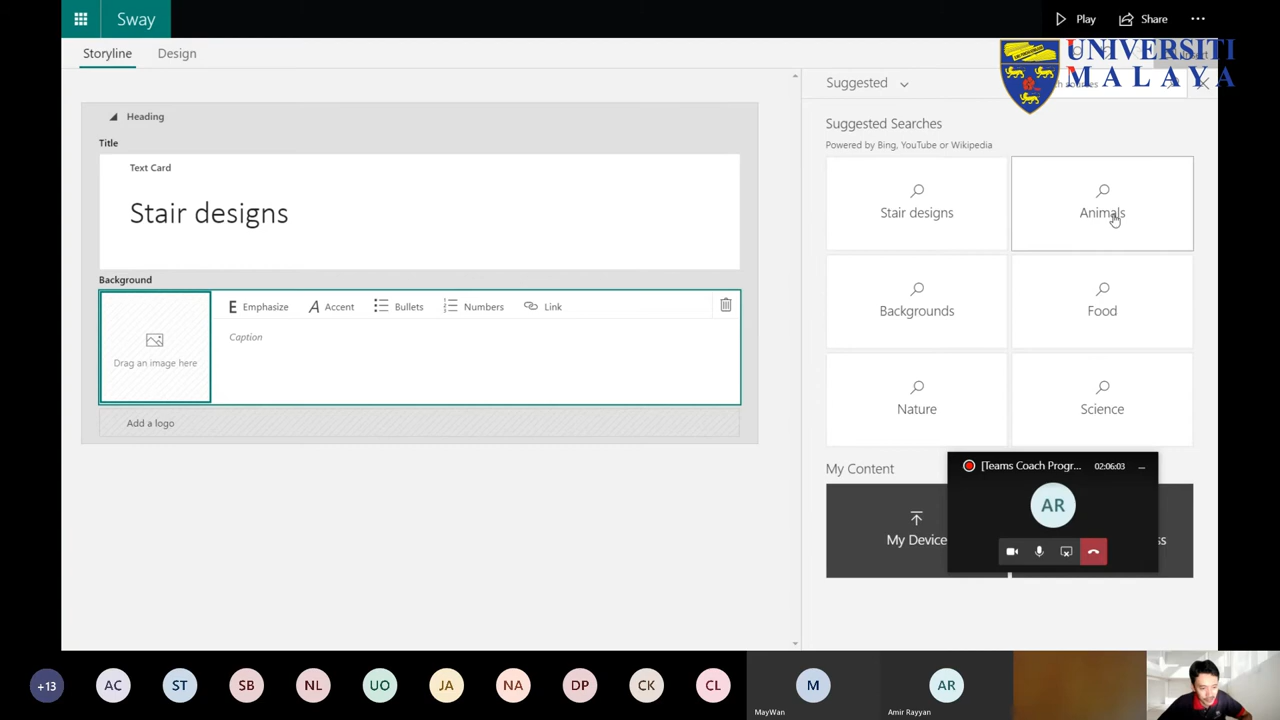 Sway
Play
Share
UNIVERSITI
MALAYA
Storyline
Design
Suggested
Heading
Title
Text Card
Stair designs
Background
Emphasize
Accent
Bullets
Numbers
Link
Drag an image here
Caption
Add a logo
Suggested Searches
Powered by Bing, YouTube or Wikipedia
Stair designs
Animals
Backgrounds
Food
Nature
Science
My Content
My Device
[Teams Coach Progr...
02:06:03
AR
+13
AC
ST
SB
NL
UO
JA
NA
DP
CK
CL
M
MayWan
AR
Amir Rayyan